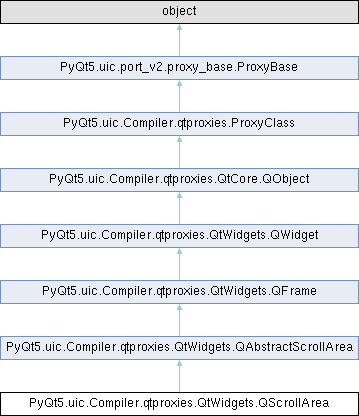 object
PyQt5.uic.port_v2.proxy_base.ProxyBase
PyQt5.uic.Compiler.qtproxies.ProxyClass
PyQt5.uic.Compiler.qtproxies.QtCore.QObject
PyQt5.uic.Compiler.qtproxies.QtWidgets.QWidget
PyQt5.uic.Compiler.qtproxies.QtWidgets.QFrame
PyQt5.uic.Compiler.qtproxies.QtWidgets.QAbstractScrollArea
PyQt5.uic.Compiler.qtproxies.QtWidgets.QScrollArea